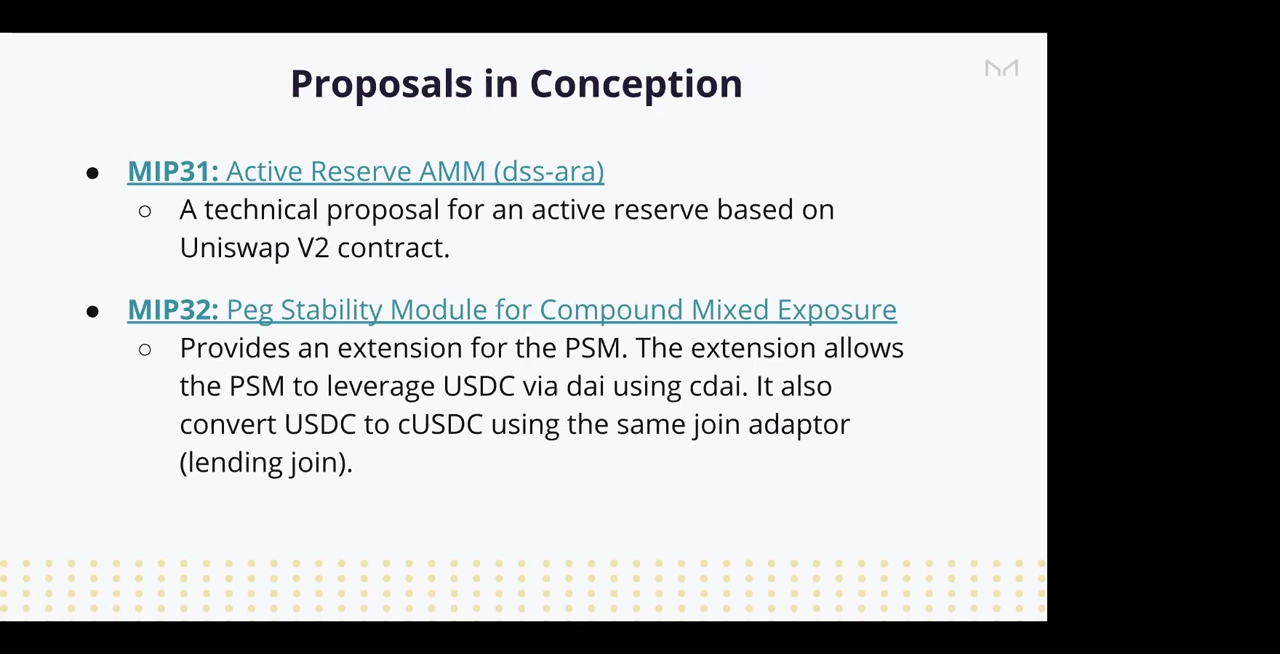 Proposals in Conception
● MIP31: Active Reserve AMM (dss-ara)
○ A technical proposal for an active reserve based on
Uniswap V2 contract.
● MIP32: Peg Stability Module for Compound Mixed Exposure
○ Provides an extension for the PSM. The extension allows
the PSM to leverage USDC via dai using cdai. It also
convert USDC to cUSDC using the same join adaptor
(lending join).